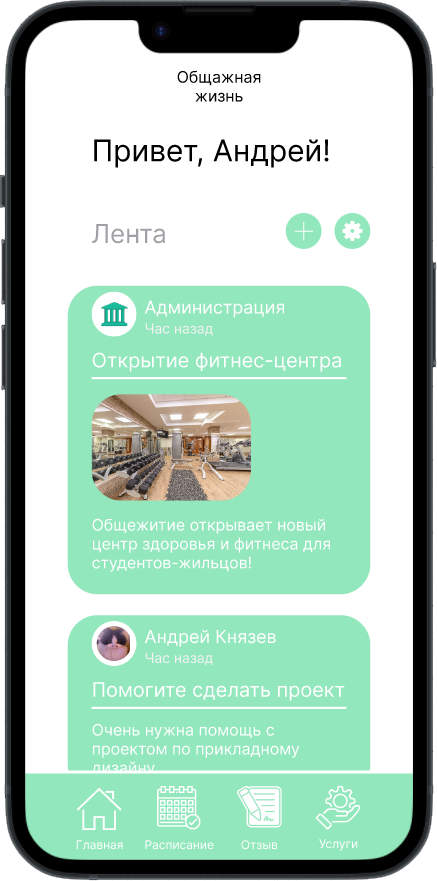 Общажная
жизнь
Привет, Андрей!
Лента
Администрация
Час назад
Открытие фитнес-центра
Общежитие открывает новый
центр здоровья и фитнеса для
студентов-жильцов!
Андрей Князев
Час назад
Помогите сделать проект
Очень нужна помощь с
проектом по прикладному
дизайну
Главная
Расписание
Отзыв
Услуги